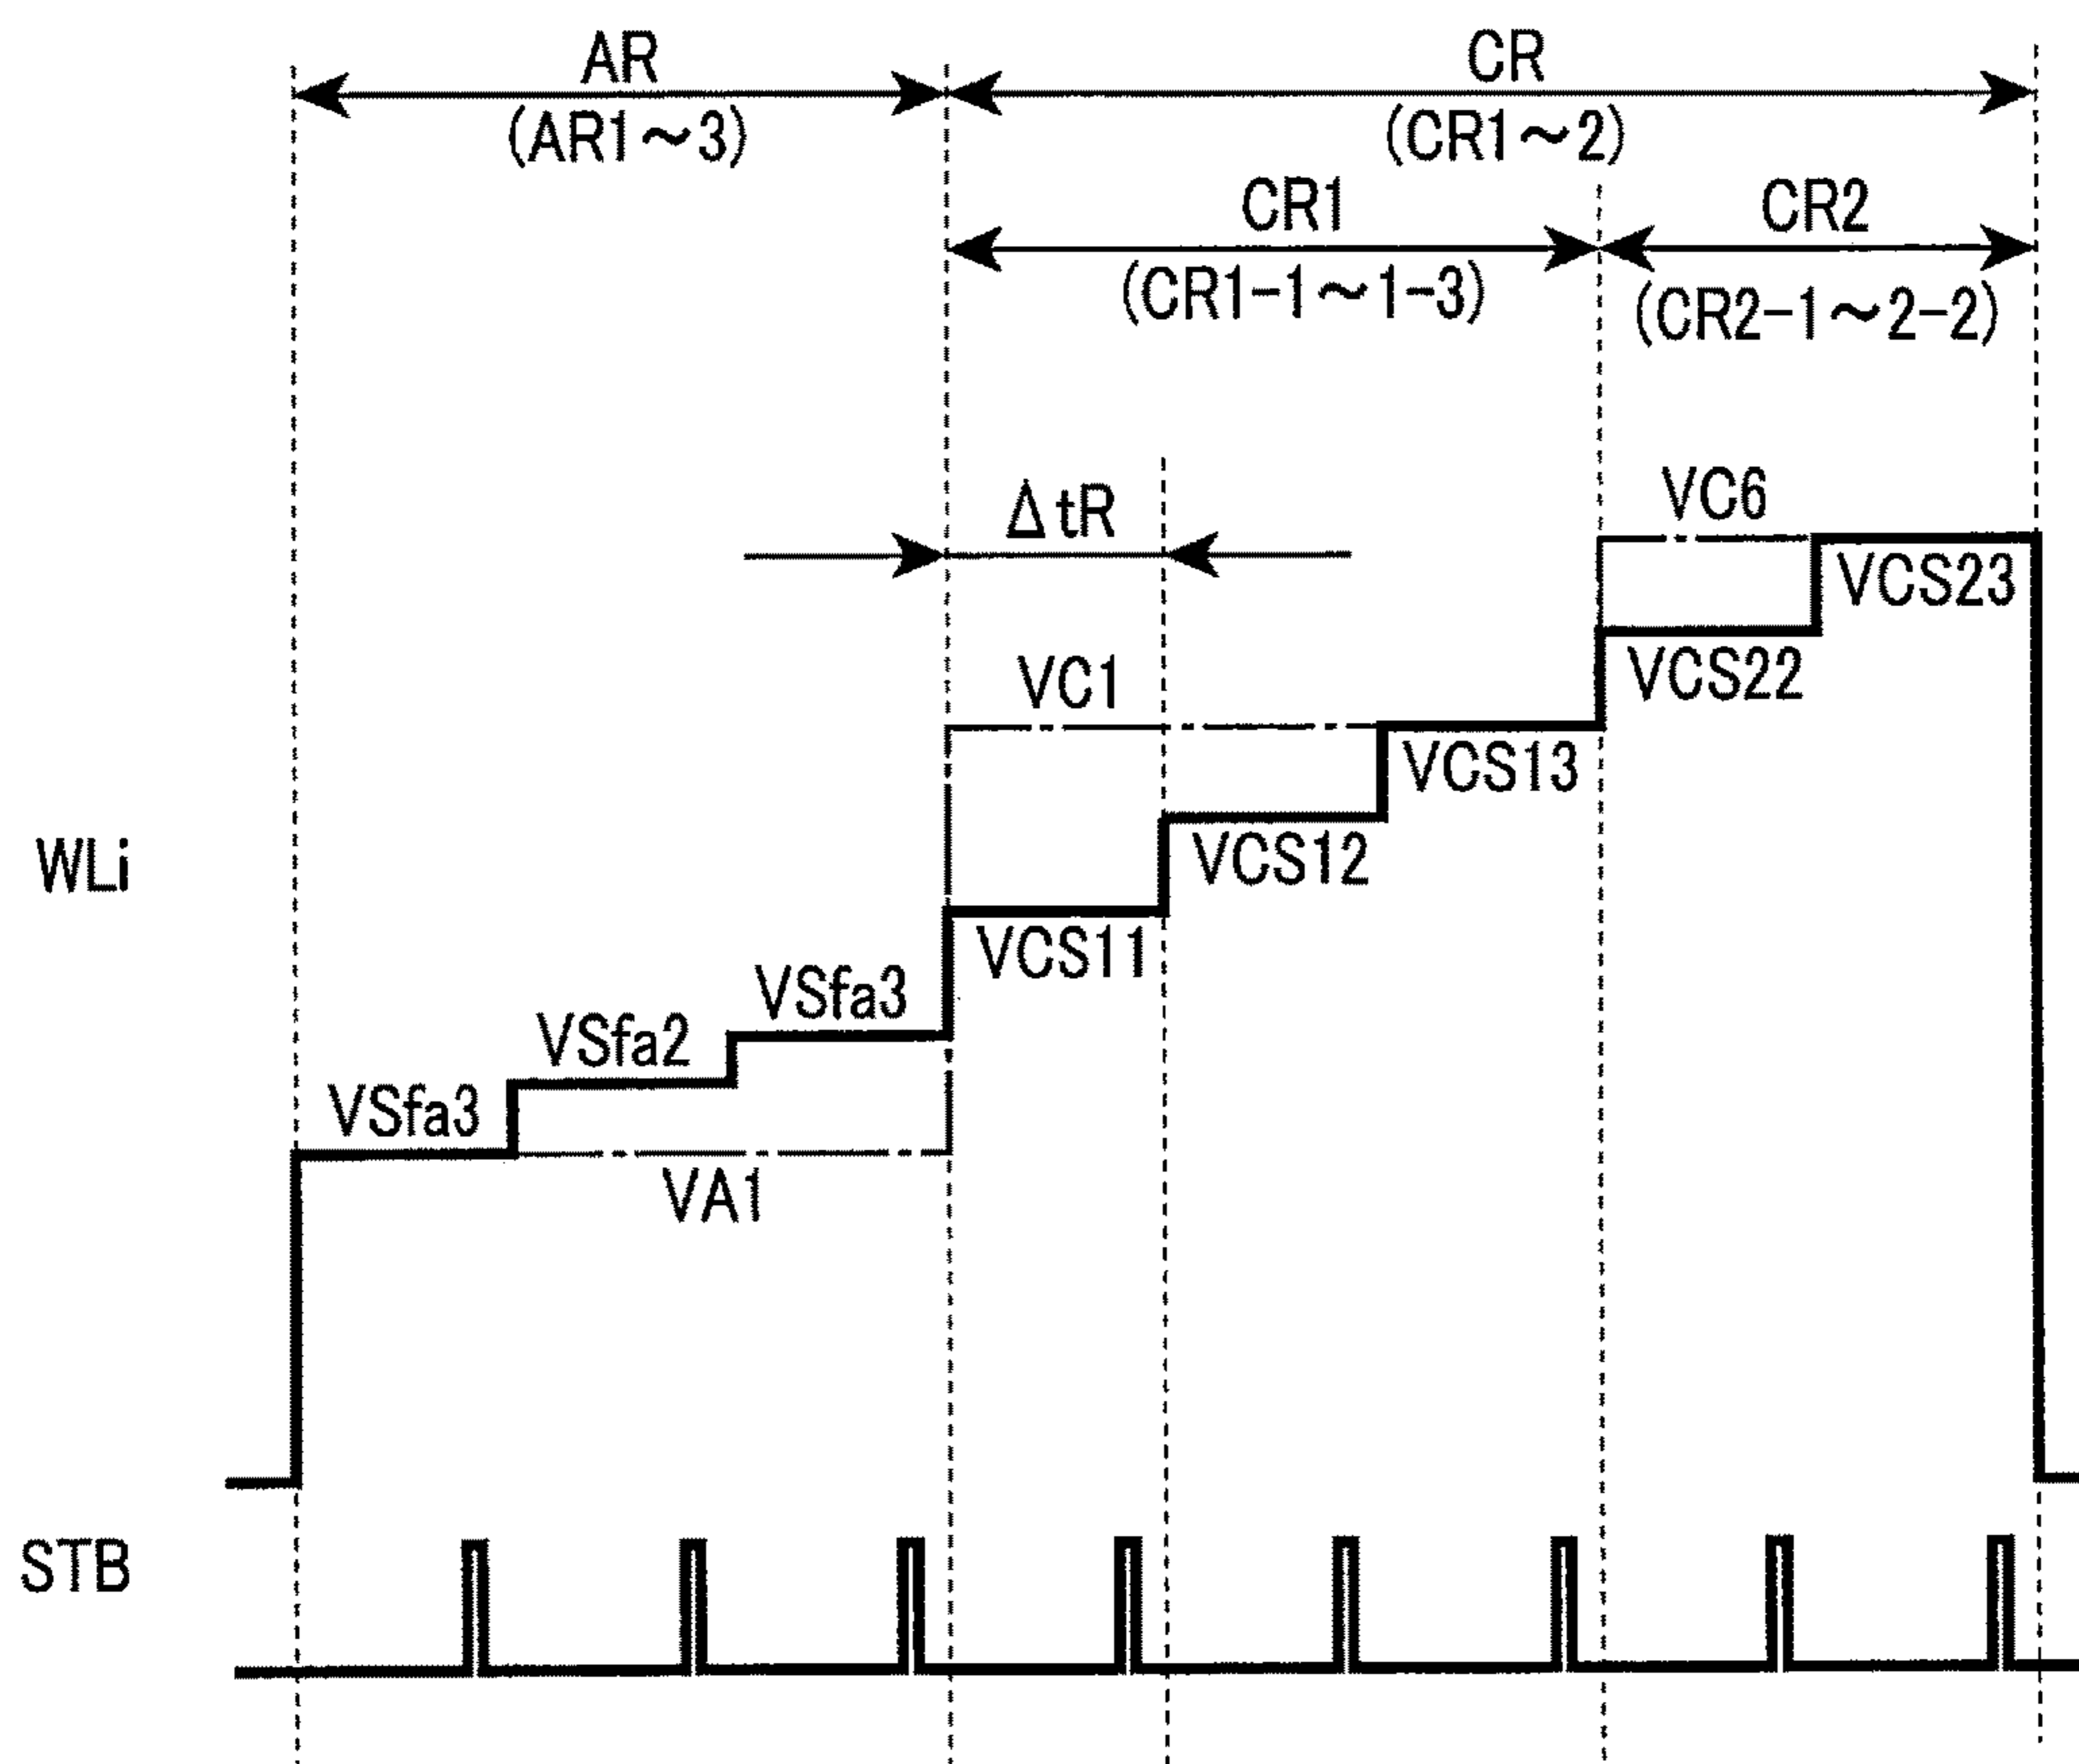 AR
CR
(AR1～3)
(CR1～2)
CR1
CR2
(CR1-1～1-3)
(CR2-1～2-2)
VC6
ΔtR
VCS23
VC1
VCS22
VCS13
WLi
VCS12
VCS11
VSfa3
VSfa2
VSfa3
VA1
STB